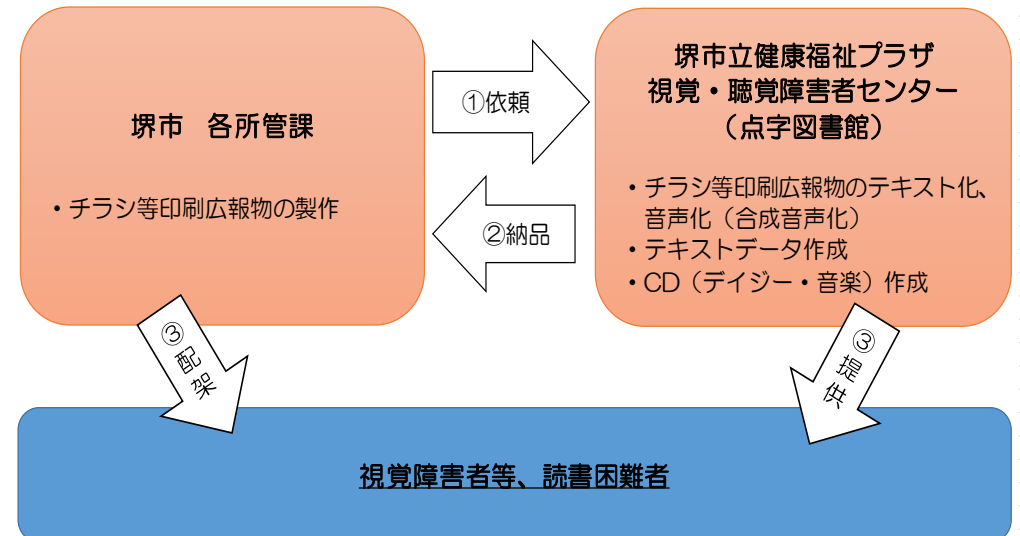 堺市　各所管課
・チラシ等印刷広報物の製作
①依頼
②納品
堺市立健康福祉プラザ
視覚・聴覚障害者センター
（点字図書館）
・チラシ等印刷広報物のテキスト化、
音声化（合成音声化）
・テキストデータ作成
・CD（デイジー・音楽）作成
③配架
③提供
視覚障害者等、読書困難者